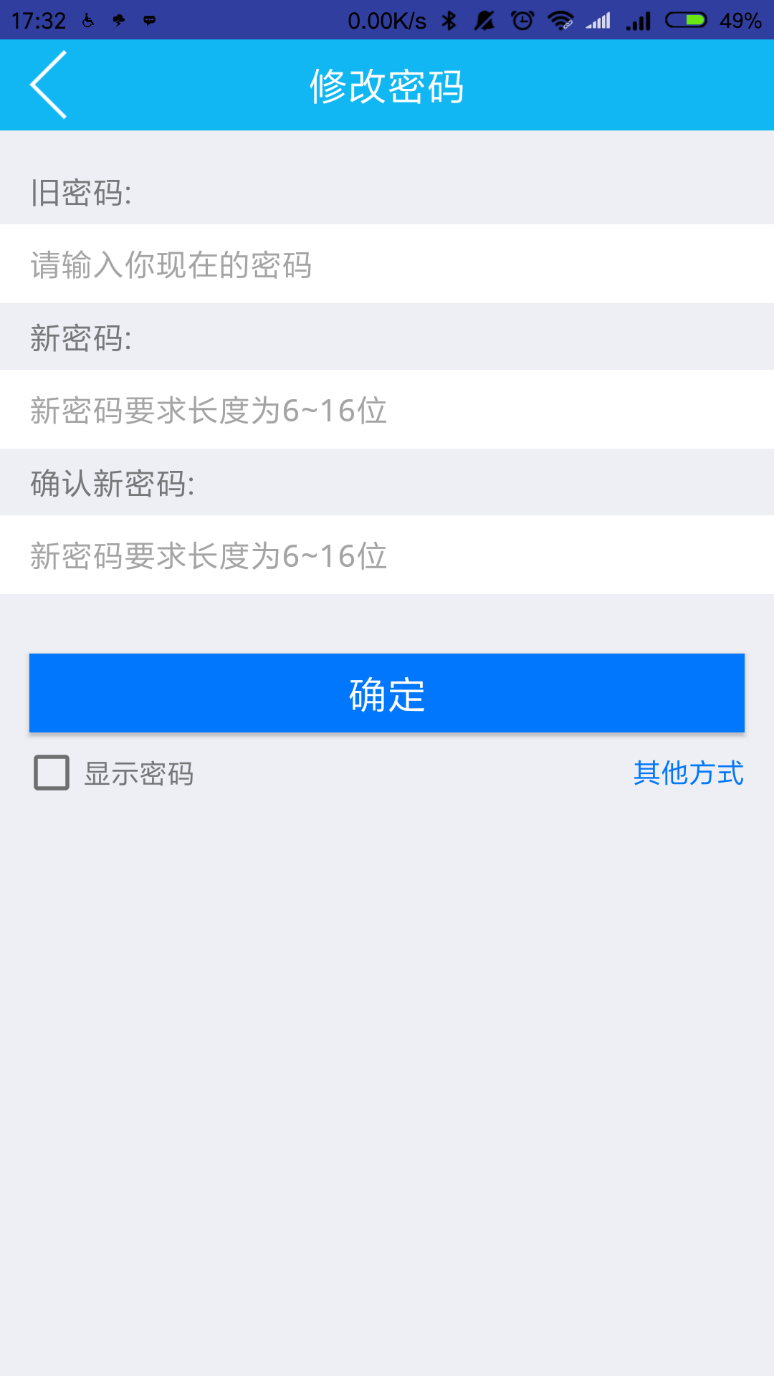 17:32 0.00K/s 49%
修改密码
旧密码:
请输入你现在的密码
新密码:
新密码要求长度为6~16位
确认新密码:
新密码要求长度为6~16位
确定
显示密码 其他方式